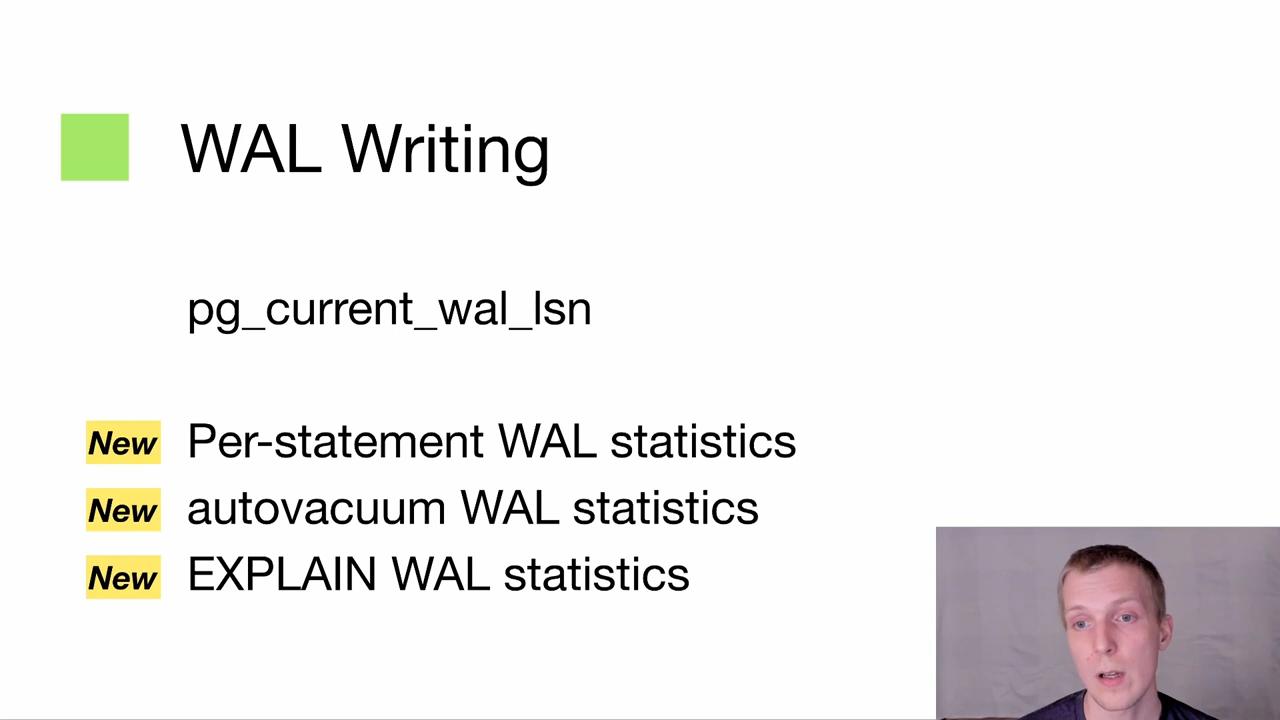 WAL Writing
pg_current_wal_lsn
New Per-statement WAL statistics
New autovacuum WAL statistics
New EXPLAIN WAL statistics